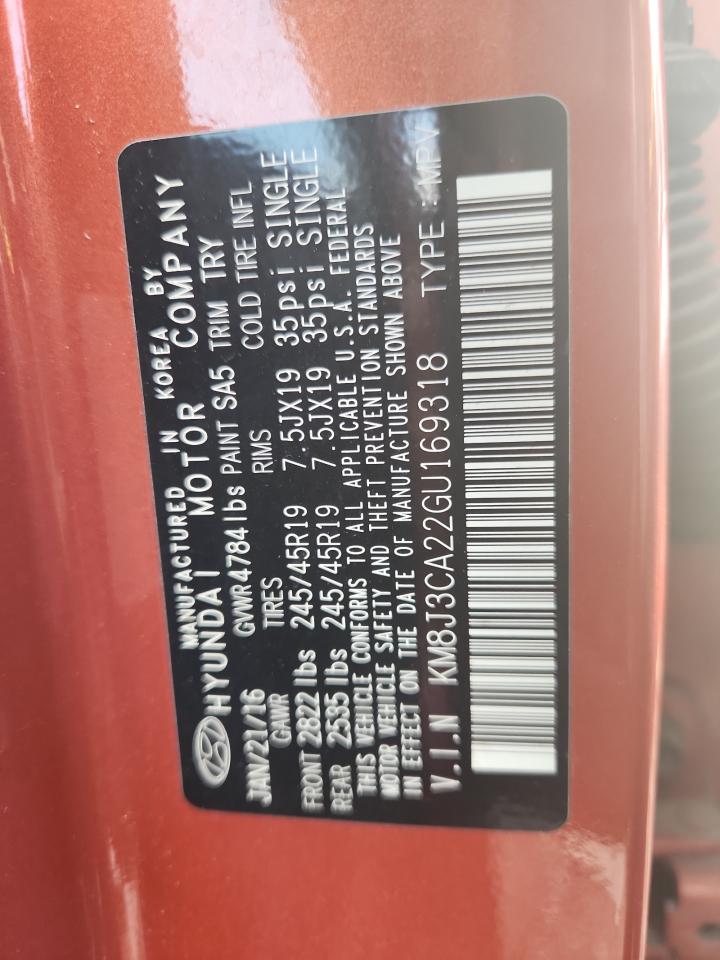 MANUFACTURED IN KOREA BY
HYUNDAI MOTOR COMPANY
JAN/21/16 GVWR4784lbs PAINT SA5 TRIM TRY
GAWR TIRES RIMS COLD TIRE INFL
FRONT 2822 lbs 245/45R19 7.5JX19 35psi SINGLE
REAR 2535 lbs 245/45R19 7.5JX19 35psi SINGLE
THIS VEHICLE CONFORMS TO ALL APPLICABLE U.S.A. FEDERAL
MOTOR VEHICLE SAFETY AND THEFT PREVENTION STANDARDS
IN EFFECT ON THE DATE OF MANUFACTURE SHOWN ABOVE
V.I.N KM8J3CA22GU169318 TYPE : MPV